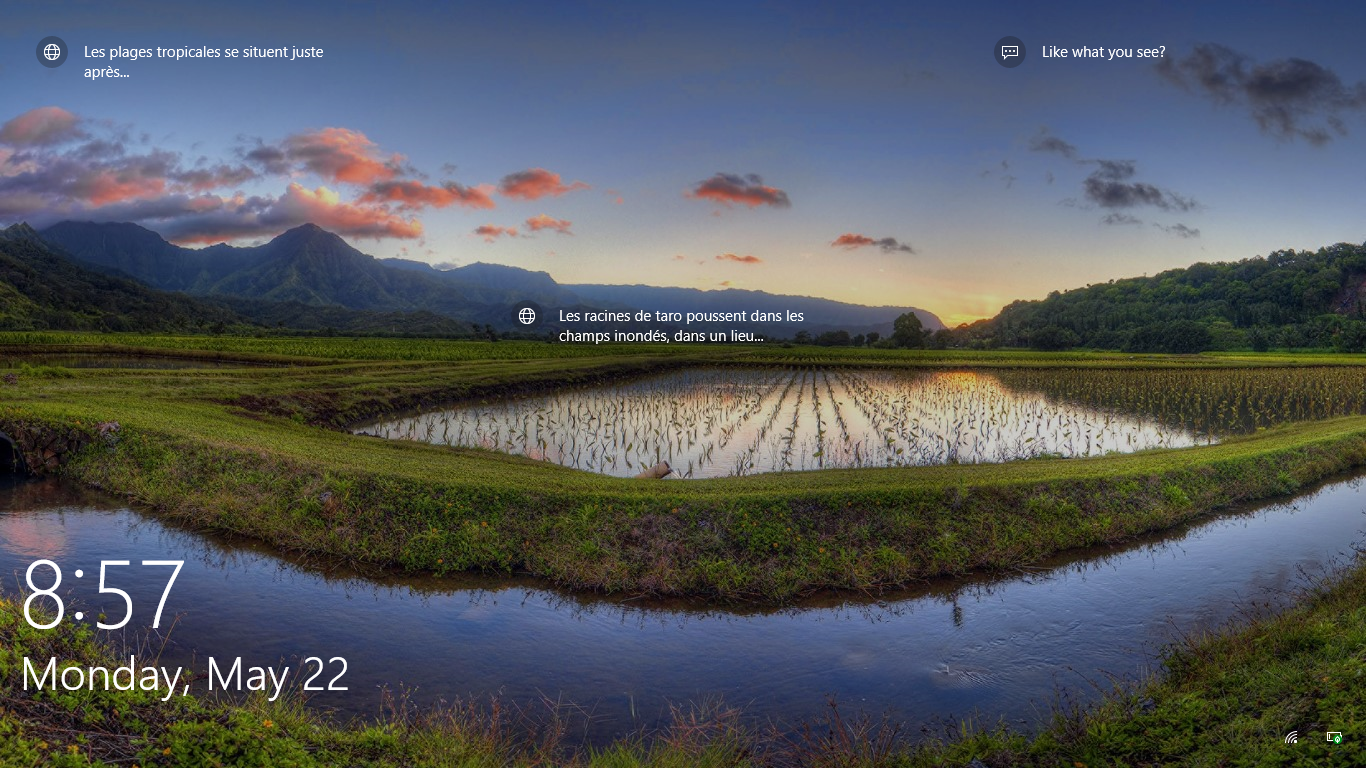 Les plages tropicales se situent juste
après...
Like what you see?
Les racines de taro poussent dans les
champs inondés, dans un lieu...
8:57
Monday, May 22